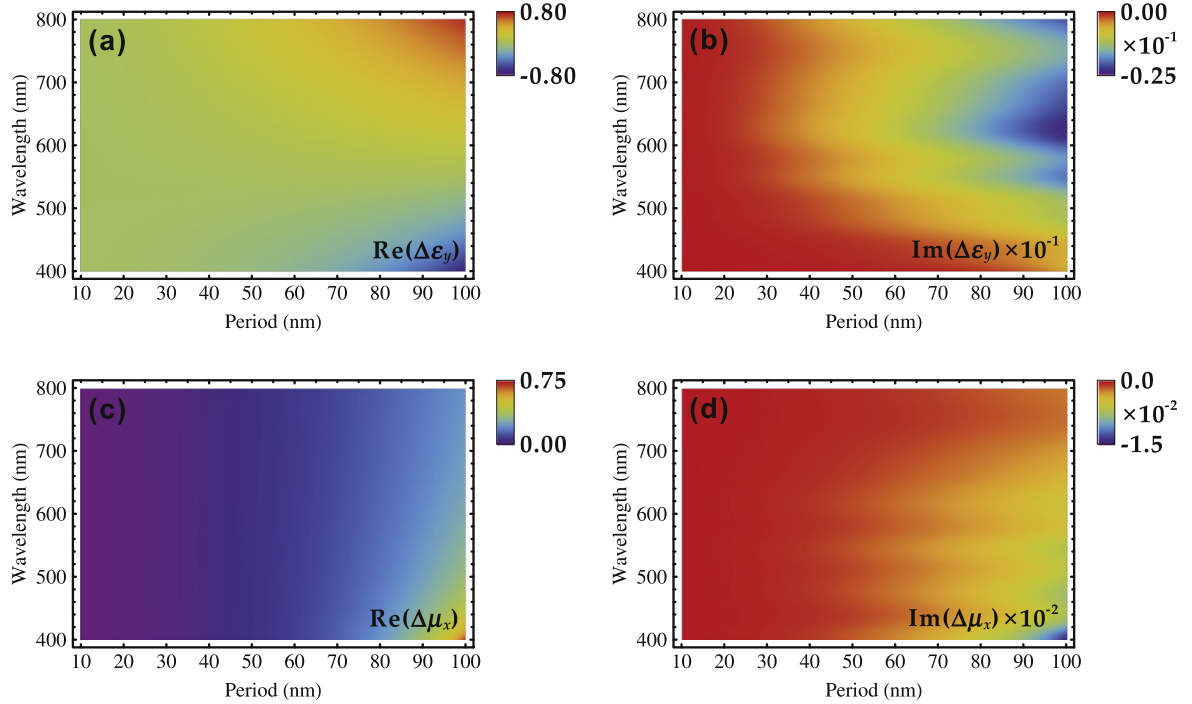 (a)
Wavelength (nm)
800
700
600
500
400
10 20 30 40 50 60 70 80 90 100
Period (nm)
Re(Δεy)
0.80
-0.80
(b)
Wavelength (nm)
800
700
600
500
400
10 20 30 40 50 60 70 80 90 100
Period (nm)
Im(Δεy)×10⁻¹
0.00
×10⁻¹
-0.25
(c)
Wavelength (nm)
800
700
600
500
400
10 20 30 40 50 60 70 80 90 100
Period (nm)
Re(Δμx)
0.75
0.00
(d)
Wavelength (nm)
800
700
600
500
400
10 20 30 40 50 60 70 80 90 100
Period (nm)
Im(Δμx)×10⁻²
0.0
×10⁻²
-1.5